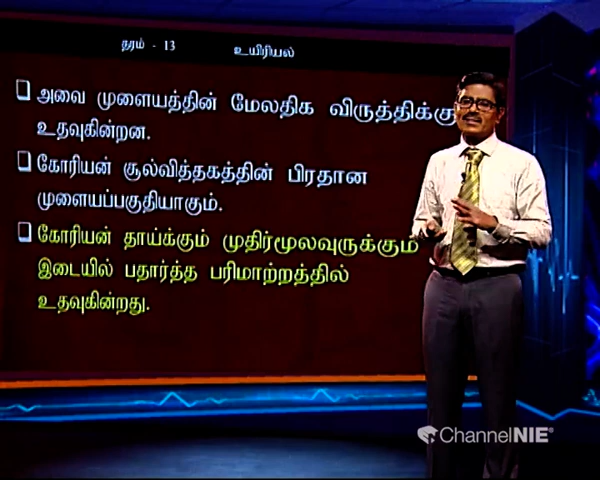 தரம் - 13 உயிரியல்
அவை முளையத்தின் மேலதிக விருத்திக்கு
உதவுகின்றன.
கோரியன் சூல்வித்தகத்தின் பிரதான
முளையப்பகுதியாகும்.
கோரியன் தாய்க்கும் முதிர்மூலவுருக்கும்
இடையில் பதார்த்த பரிமாற்றத்தில்
உதவுகின்றது.
ChannelNIE®